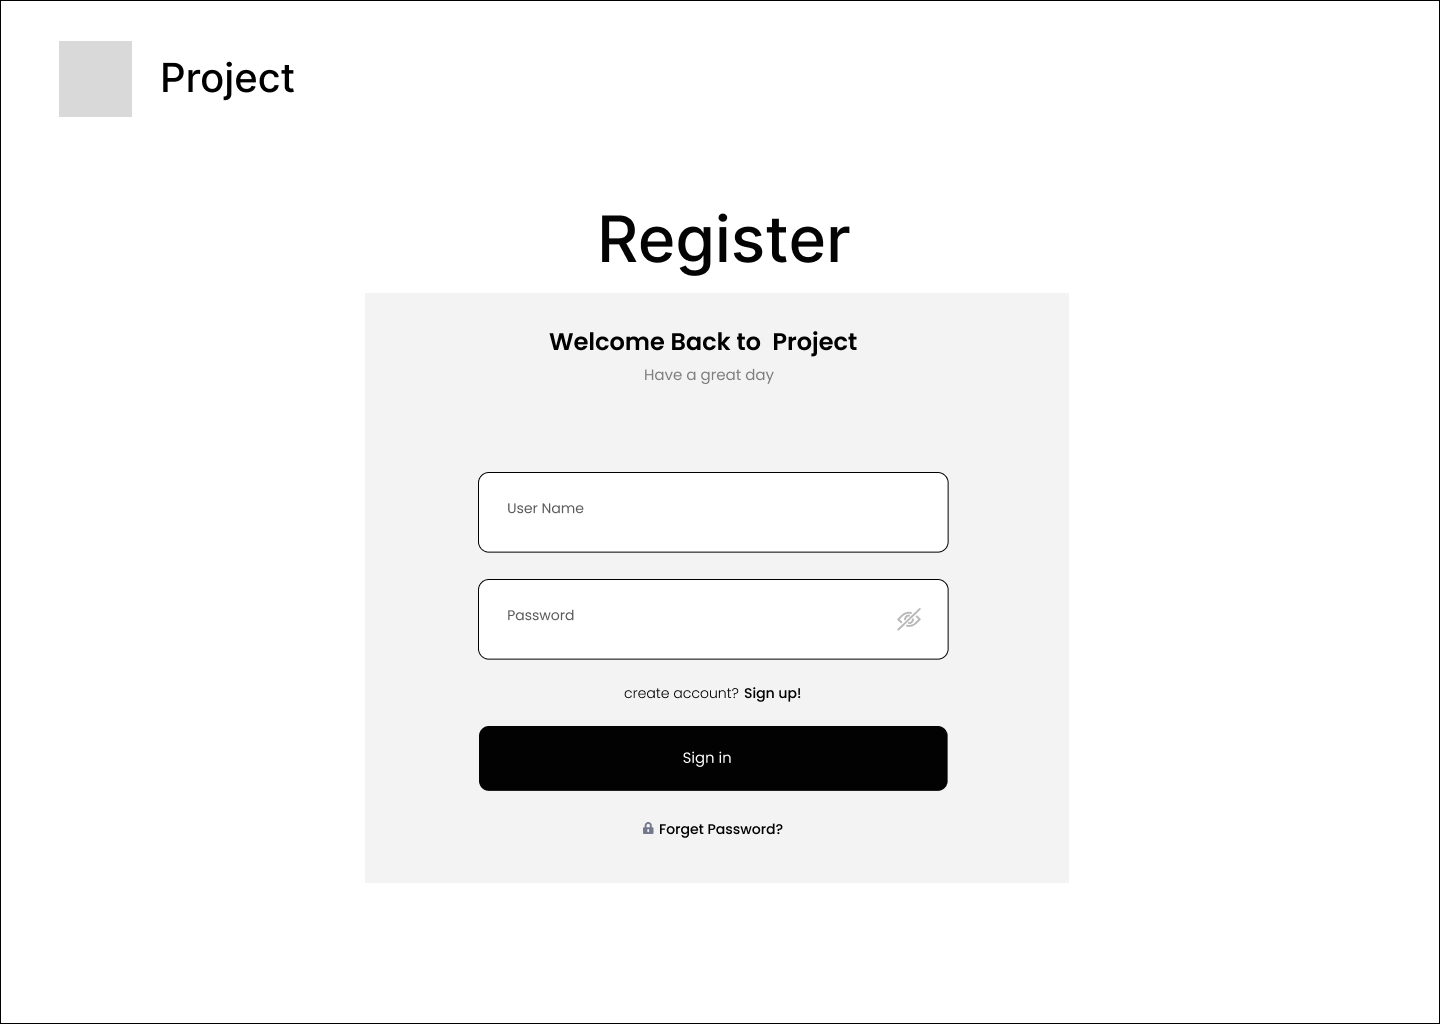 Project
Register
Welcome Back to  Project
Have a great day
User Name
Password
create account? Sign up!
Sign in
Forget Password?